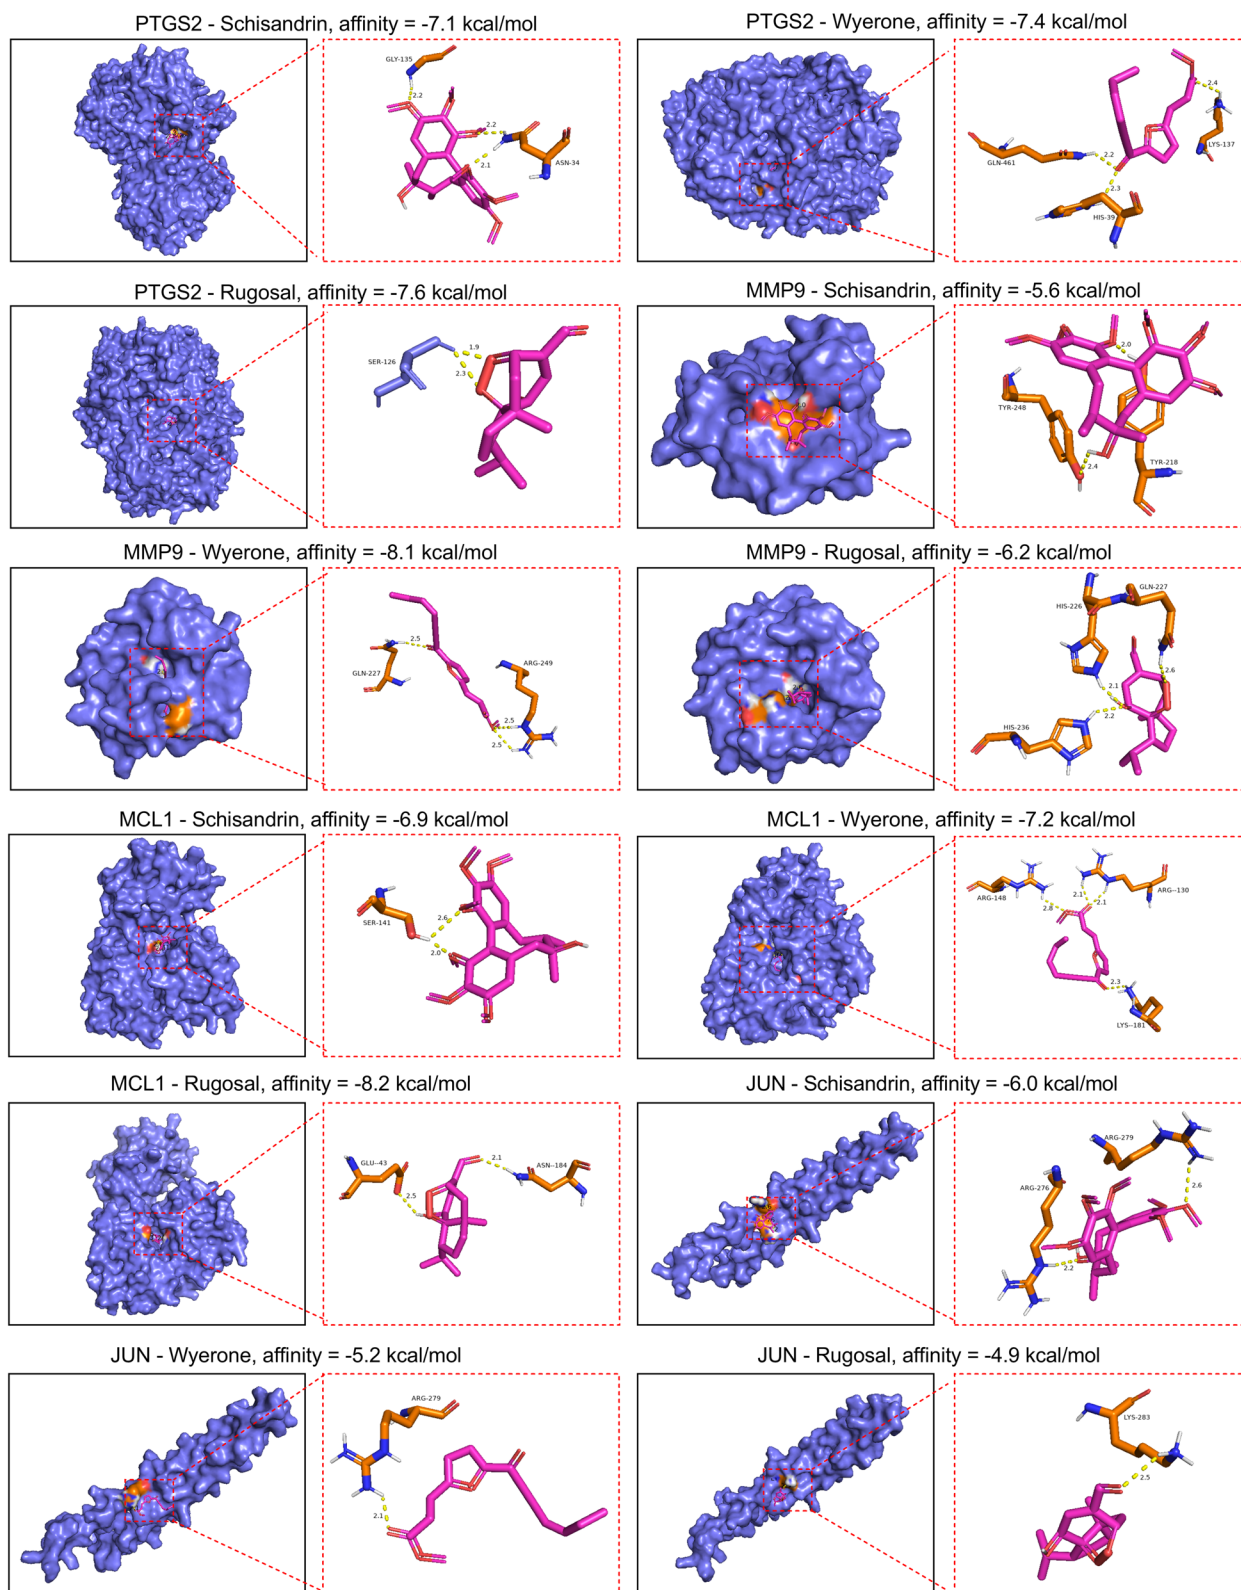 PTGS2 - Schisandrin, affinity = -7.1 kcal/mol
GLY-135
2.2
2.2
2.1
ASN-34
PTGS2 - Wyerone, affinity = -7.4 kcal/mol
2.4
LYS-137
2.2
GLN-461
2.3
HIS-39
PTGS2 - Rugosal, affinity = -7.6 kcal/mol
SER-126
1.9
2.3
MMP9 - Schisandrin, affinity = -5.6 kcal/mol
2.0
TYR-248
TYR-218
2.4
MMP9 - Wyerone, affinity = -8.1 kcal/mol
2.5
GLN-227
ARG-249
2.5
2.5
MMP9 - Rugosal, affinity = -6.2 kcal/mol
GLN-227
HIS-226
2.6
2.1
2.2
HIS-236
MCL1 - Schisandrin, affinity = -6.9 kcal/mol
SER-141
2.6
2.0
MCL1 - Wyerone, affinity = -7.2 kcal/mol
ARG-148
2.1
ARG--130
2.8
2.1
2.3
LYS--181
MCL1 - Rugosal, affinity = -8.2 kcal/mol
GLU--43
2.1
ASN--184
2.5
JUN - Schisandrin, affinity = -6.0 kcal/mol
ARG-279
ARG-276
2.6
2.2
JUN - Wyerone, affinity = -5.2 kcal/mol
ARG-279
2.1
JUN - Rugosal, affinity = -4.9 kcal/mol
LYS-283
2.5